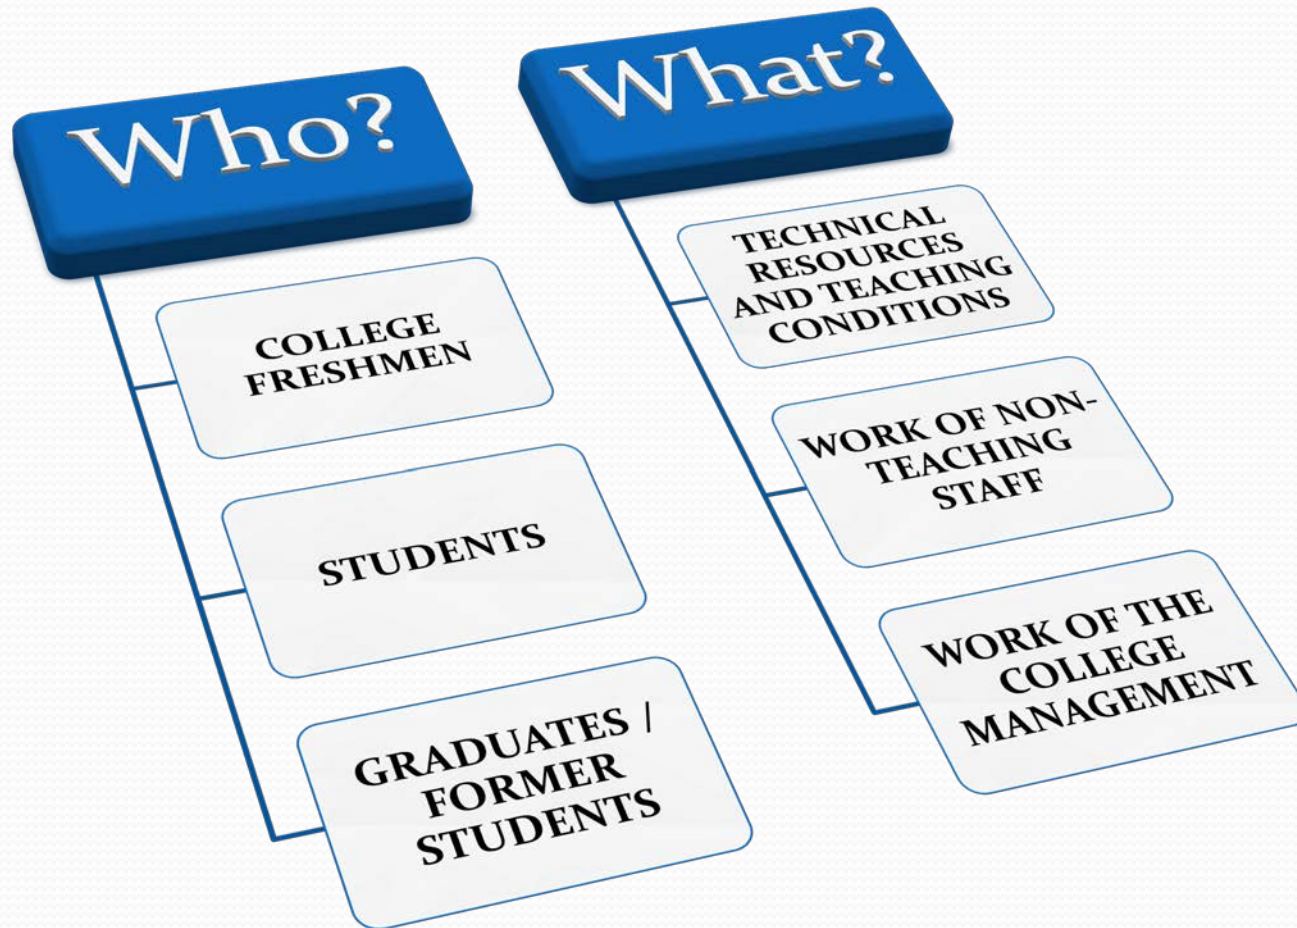 Who?
COLLEGE
FRESHMEN
STUDENTS
GRADUATES /
FORMER
STUDENTS
What?
TECHNICAL
RESOURCES
AND TEACHING
CONDITIONS
WORK OF NON-
TEACHING
STAFF
WORK OF THE
COLLEGE
MANAGEMENT